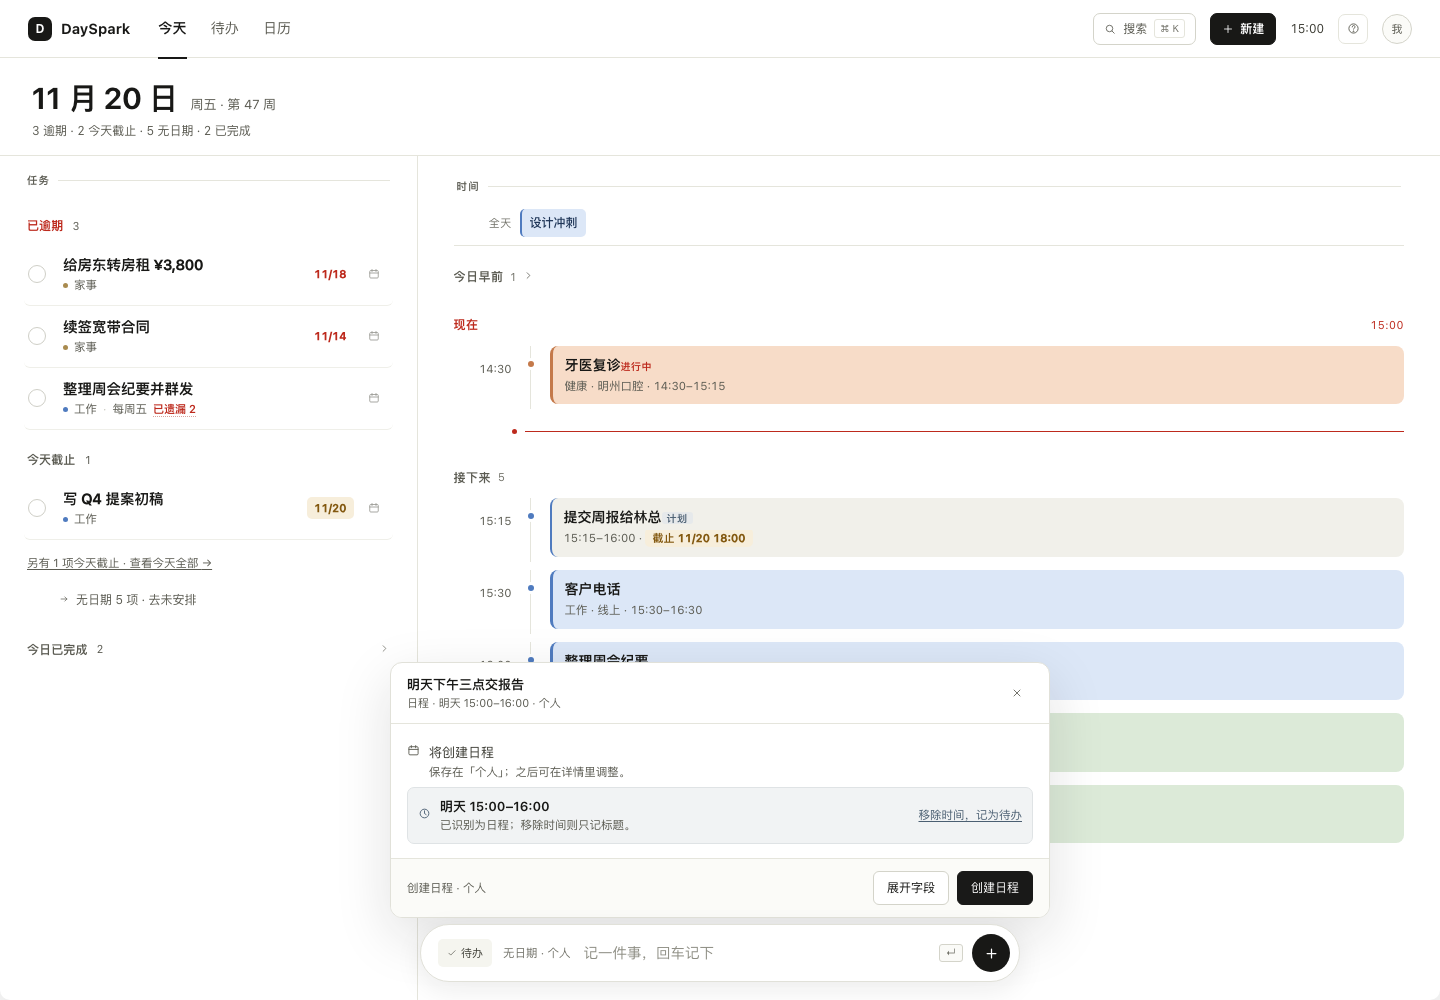 D DaySpark 今天 待办 日历 搜索 ⌘ K + 新建 15:00 我
11 月 20 日 周五 · 第 47 周
3 逾期 · 2 今天截止 · 5 无日期 · 2 已完成
任务
已逾期 3
给房东转房租 ¥3,800
家事
11/18
续签宽带合同
家事
11/14
整理周会纪要并群发
工作 · 每周五 已遗漏 2
今天截止 1
写 Q4 提案初稿
工作
11/20
另有 1 项今天截止 · 查看今天全部 →
→ 无日期 5 项 · 去未安排
今日已完成 2
时间
全天 设计冲刺
今日早前 1
现在 15:00
14:30
牙医复诊进行中
健康 · 明州口腔 · 14:30–15:15
接下来 5
15:15
提交周报给林总 计划
15:15–16:00 · 截止 11/20 18:00
15:30
客户电话
工作 · 线上 · 15:30–16:30
整理周会纪要
明天下午三点交报告
日程 · 明天 15:00–16:00 · 个人
将创建日程
保存在「个人」；之后可在详情里调整。
明天 15:00–16:00
已识别为日程；移除时间则只记标题。
移除时间，记为待办
创建日程 · 个人
展开字段
创建日程
待办 无日期 · 个人 记一件事，回车记下